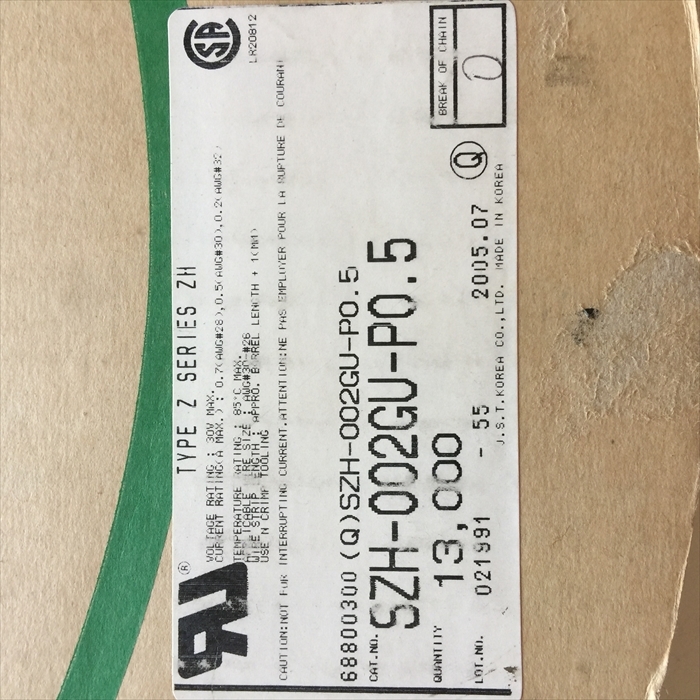 TYPE Z SERIES ZH
LR20812
VOLTAGE RATING : 30V MAX.
CURRENT RATING(A MAX.) : 0.7(AWG#28),0.5(AWG#30),0.2(AWG#32)
TEMPERATURE RATING : 85°C MAX.
WIRE SIZE : AWG#30-#26
WIRE STRIP LENGTH : APPRO. BARREL LENGTH + 1(MM)
USE N CRIMP TOOLING
CAUTION:NOT FOR INTERRUPTING CURRENT.ATTENTION:NE PAS EMPLOYER POUR LA RUPTURE DE COURANT
68800300 (Q)SZH-002GU-P0.5
CAT.NO. SZH-002GU-P0.5
QUANTITY 13,000
BREAK OF CHAIN 0
LOT.NO. 021991 - 55 2005.07 Q
J.S.T.KOREA CO.,LTD. MADE IN KOREA